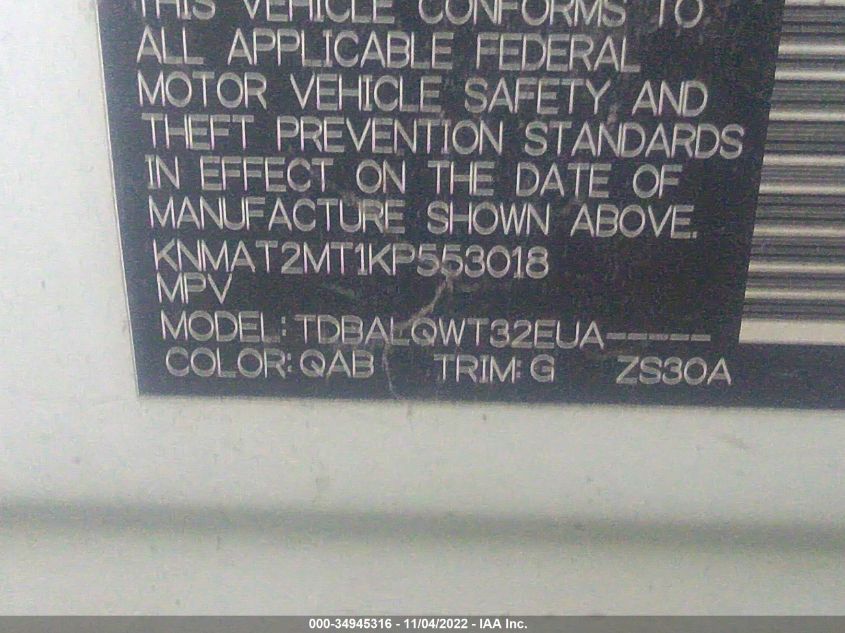 THIS VEHICLE CONFORMS TO
ALL APPLICABLE FEDERAL
MOTOR VEHICLE SAFETY AND
THEFT PREVENTION STANDARDS
IN EFFECT ON THE DATE OF
MANUFACTURE SHOWN ABOVE.
KNMAT2MT1KP553018
MPV
MODEL: TDBALQWT32EUA-----
COLOR: QAB TRIM: G ZS30A
000-34945316 - 11/04/2022 - IAA Inc.